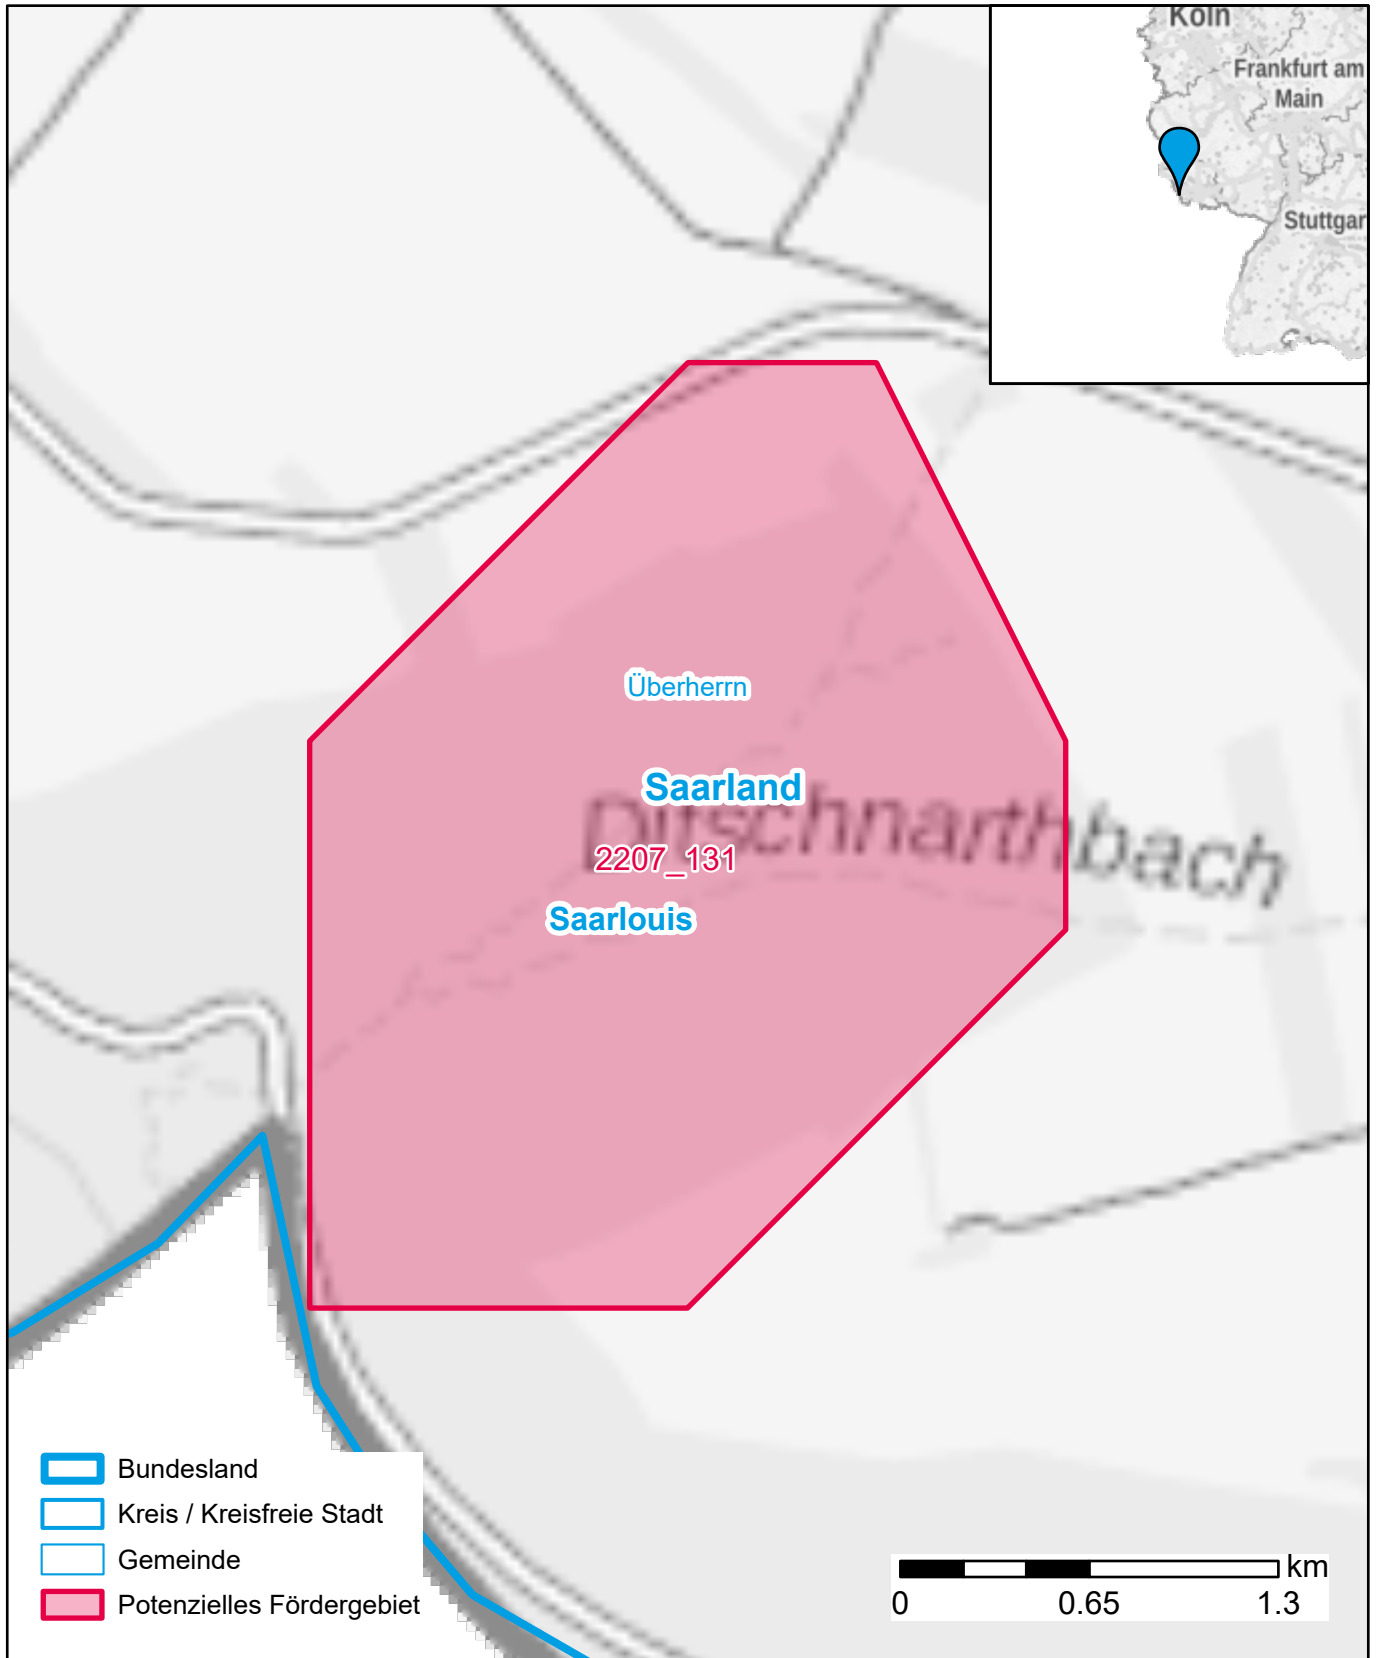 Köln
Frankfurt am
Main
Stuttgar
Überherrn
Saarland
Ditschnarthbach
2207_131
Saarlouis
Bundesland
Kreis / Kreisfreie Stadt
Gemeinde
Potenzielles Fördergebiet
km
0 0.65 1.3